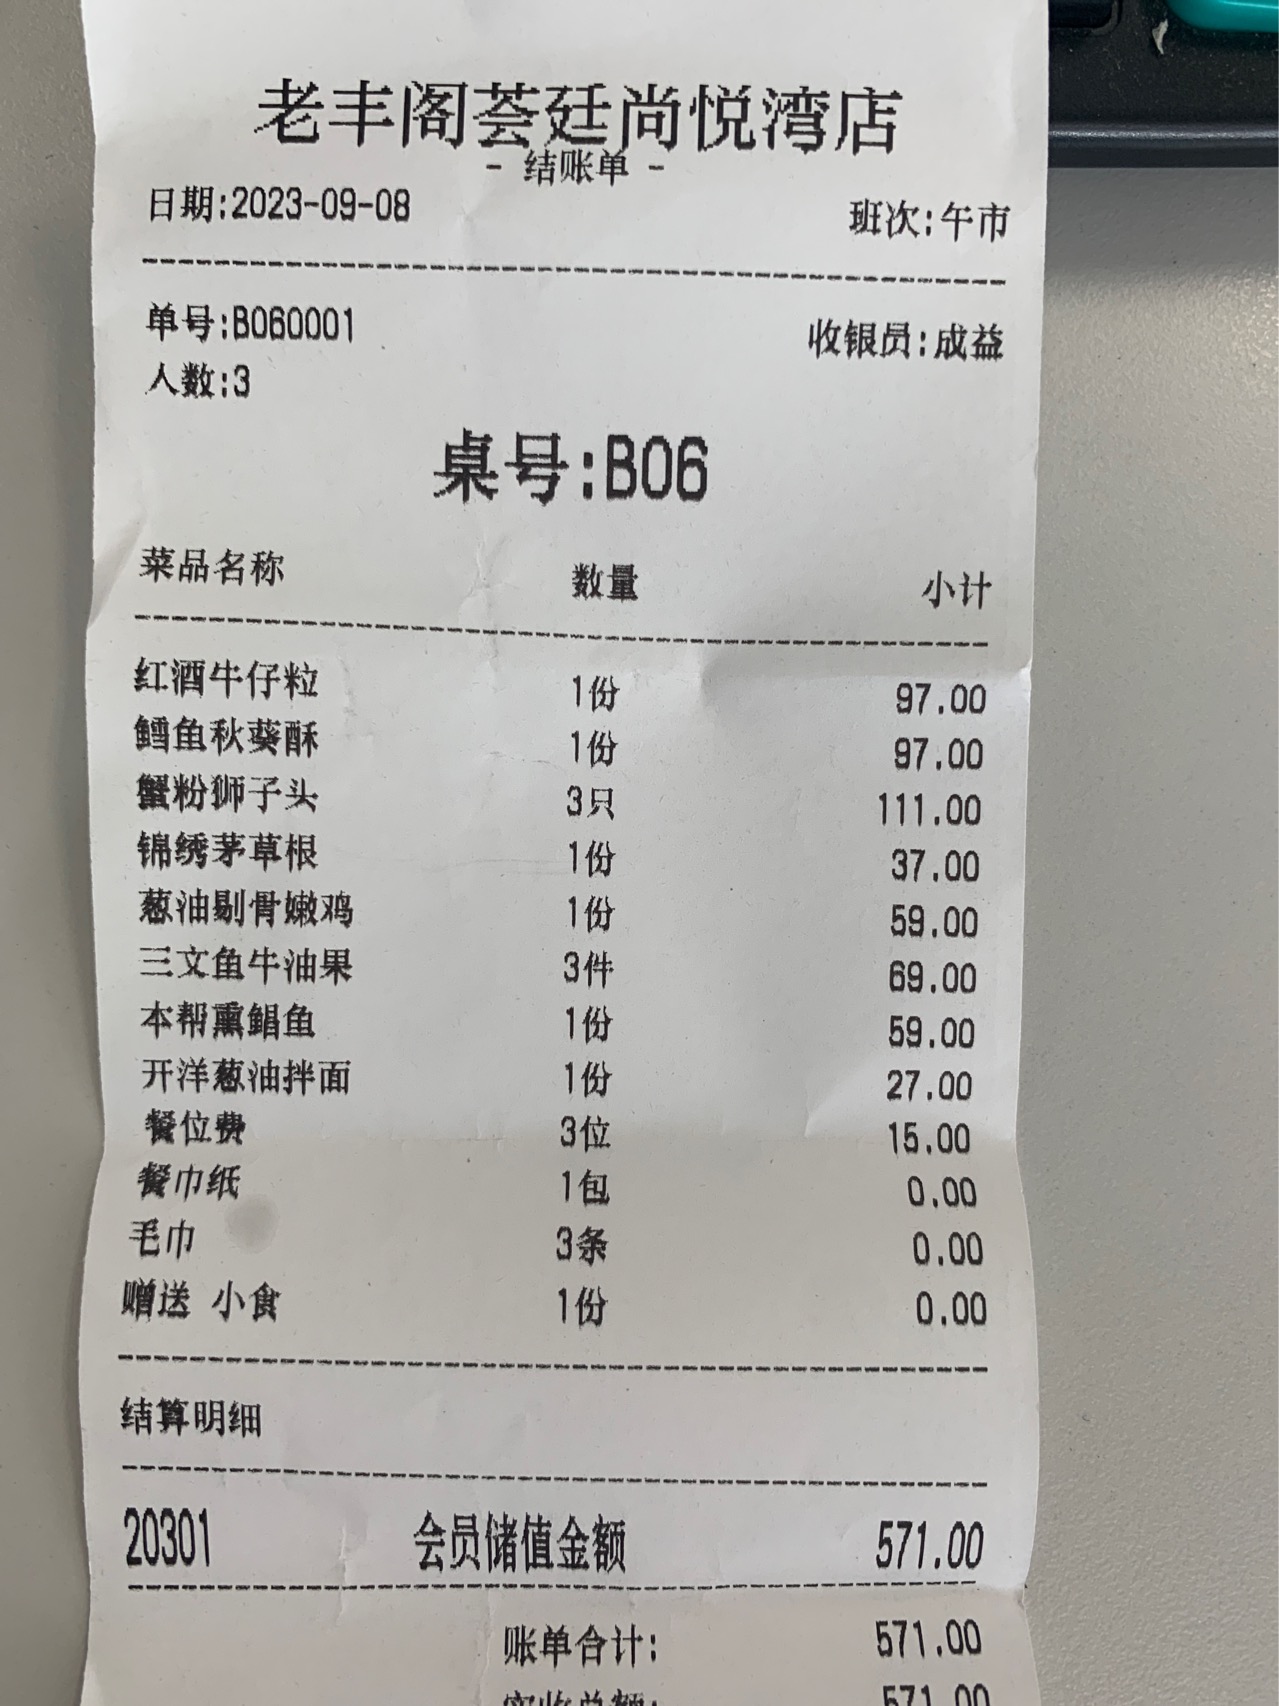 老丰阁荟廷尚悦湾店
- 结账单 -
日期:2023-09-08 班次:午市
单号:B060001 收银员:成益
人数:3
桌号:B06
菜品名称 数量 小计
红酒牛仔粒 1份 97.00
鳕鱼秋葵酥 1份 97.00
蟹粉狮子头 3只 111.00
锦绣茅草根 1份 37.00
葱油剔骨嫩鸡 1份 59.00
三文鱼牛油果 3件 69.00
本帮熏鲳鱼 1份 59.00
开洋葱油拌面 1份 27.00
餐位费 3位 15.00
餐巾纸 1包 0.00
毛巾 3条 0.00
赠送 小食 1份 0.00
结算明细
20301 会员储值金额 571.00
账单合计: 571.00
实收总额: 571.00